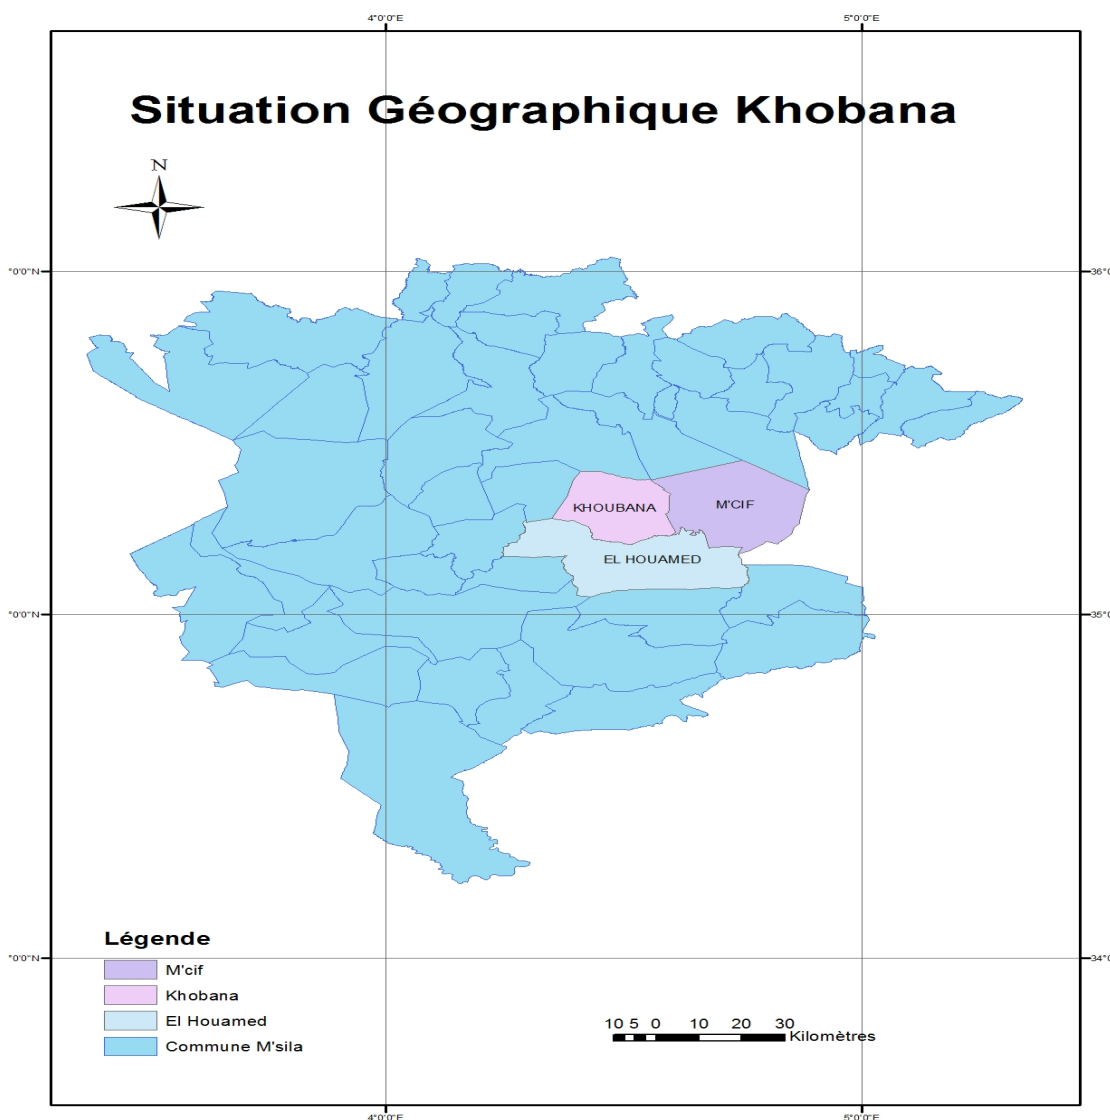 4°0'0"E 5°0'0"E
Situation Géographique Khobana
N
°0'0"N 36°0
KHOUBANA M'CIF
EL HOUAMED
°0'0"N 35°0
°0'0"N 34°0
Légende
M'cif
Khobana
El Houamed
Commune M'sila
10 5 0 10 20 30
Kilomètres
4°0'0"E 5°0'0"E